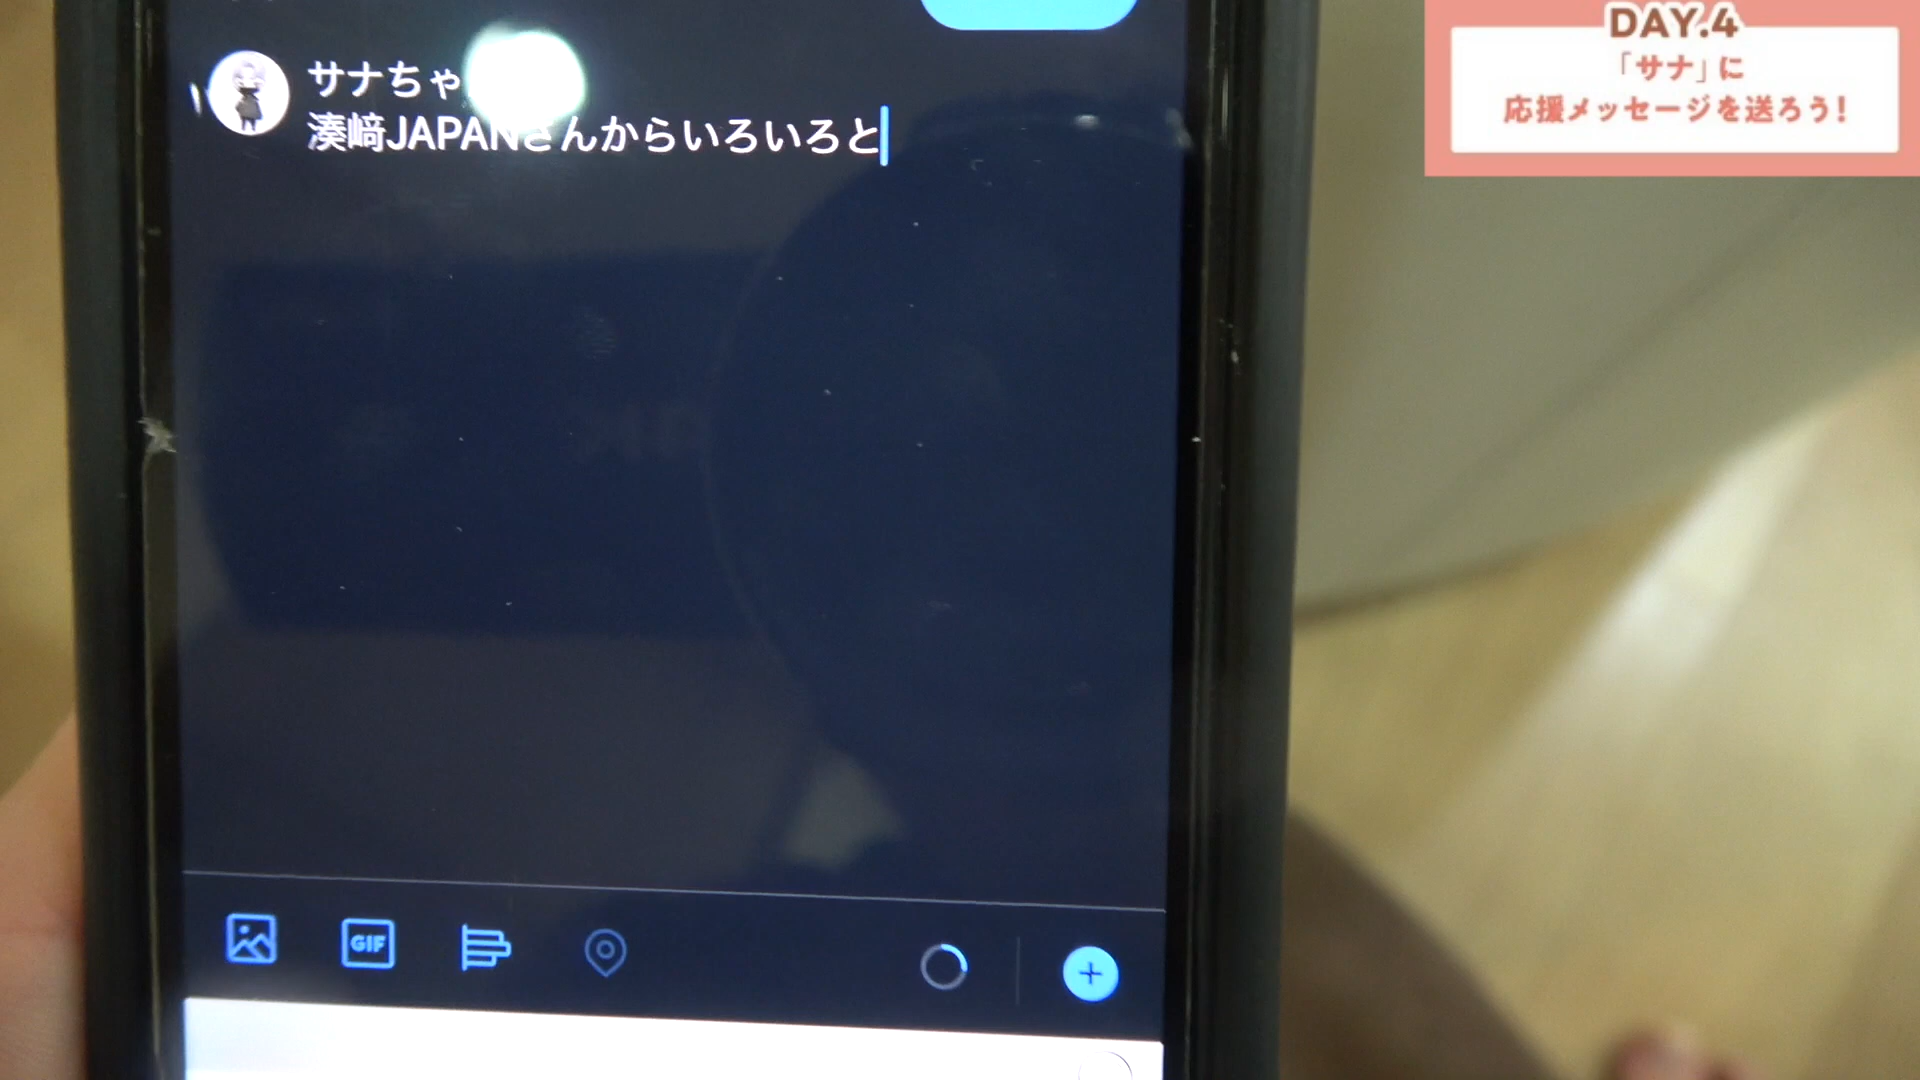 サナちゃ
湊﨑JAPANさんからいろいろと
GIF
DAY.4
「サナ」に
応援メッセージを送ろう!